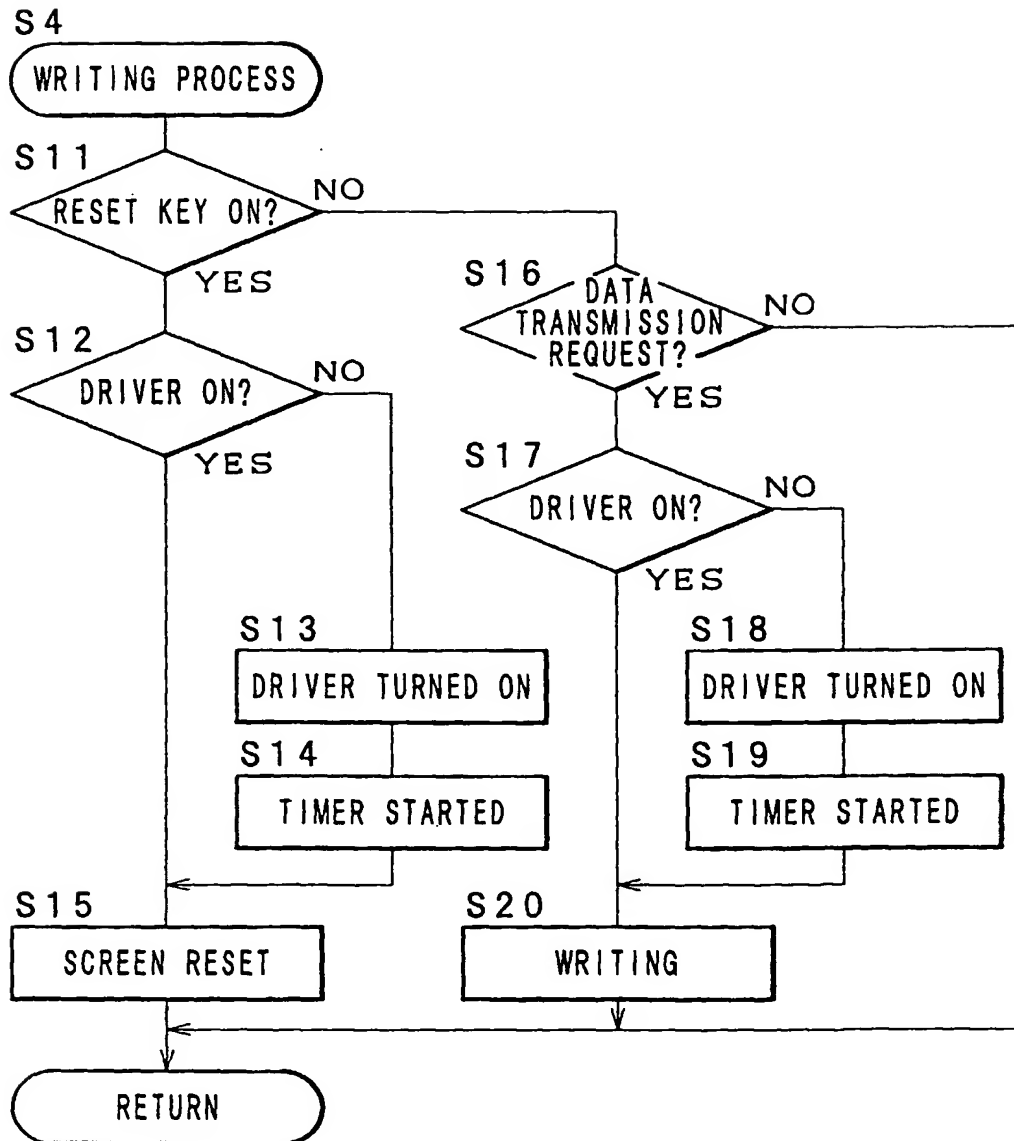 S4
WRITING PROCESS
S11
RESET KEY ON?
NO
YES
S12
DRIVER ON?
NO
YES
S13
DRIVER TURNED ON
S14
TIMER STARTED
S15
SCREEN RESET
S16
DATA
TRANSMISSION
REQUEST?
NO
YES
S17
DRIVER ON?
NO
YES
S18
DRIVER TURNED ON
S19
TIMER STARTED
S20
WRITING
RETURN